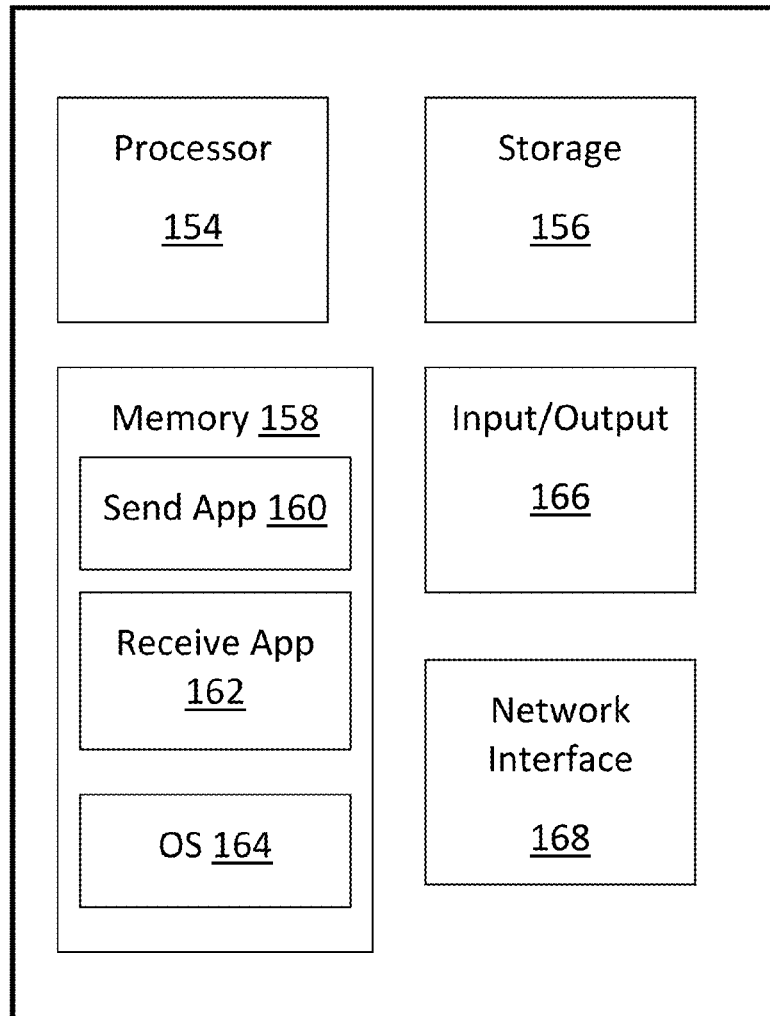 Processor
154
Storage
156
Memory 158
Send App 160
Receive App
162
OS 164
Input/Output
166
Network
Interface
168